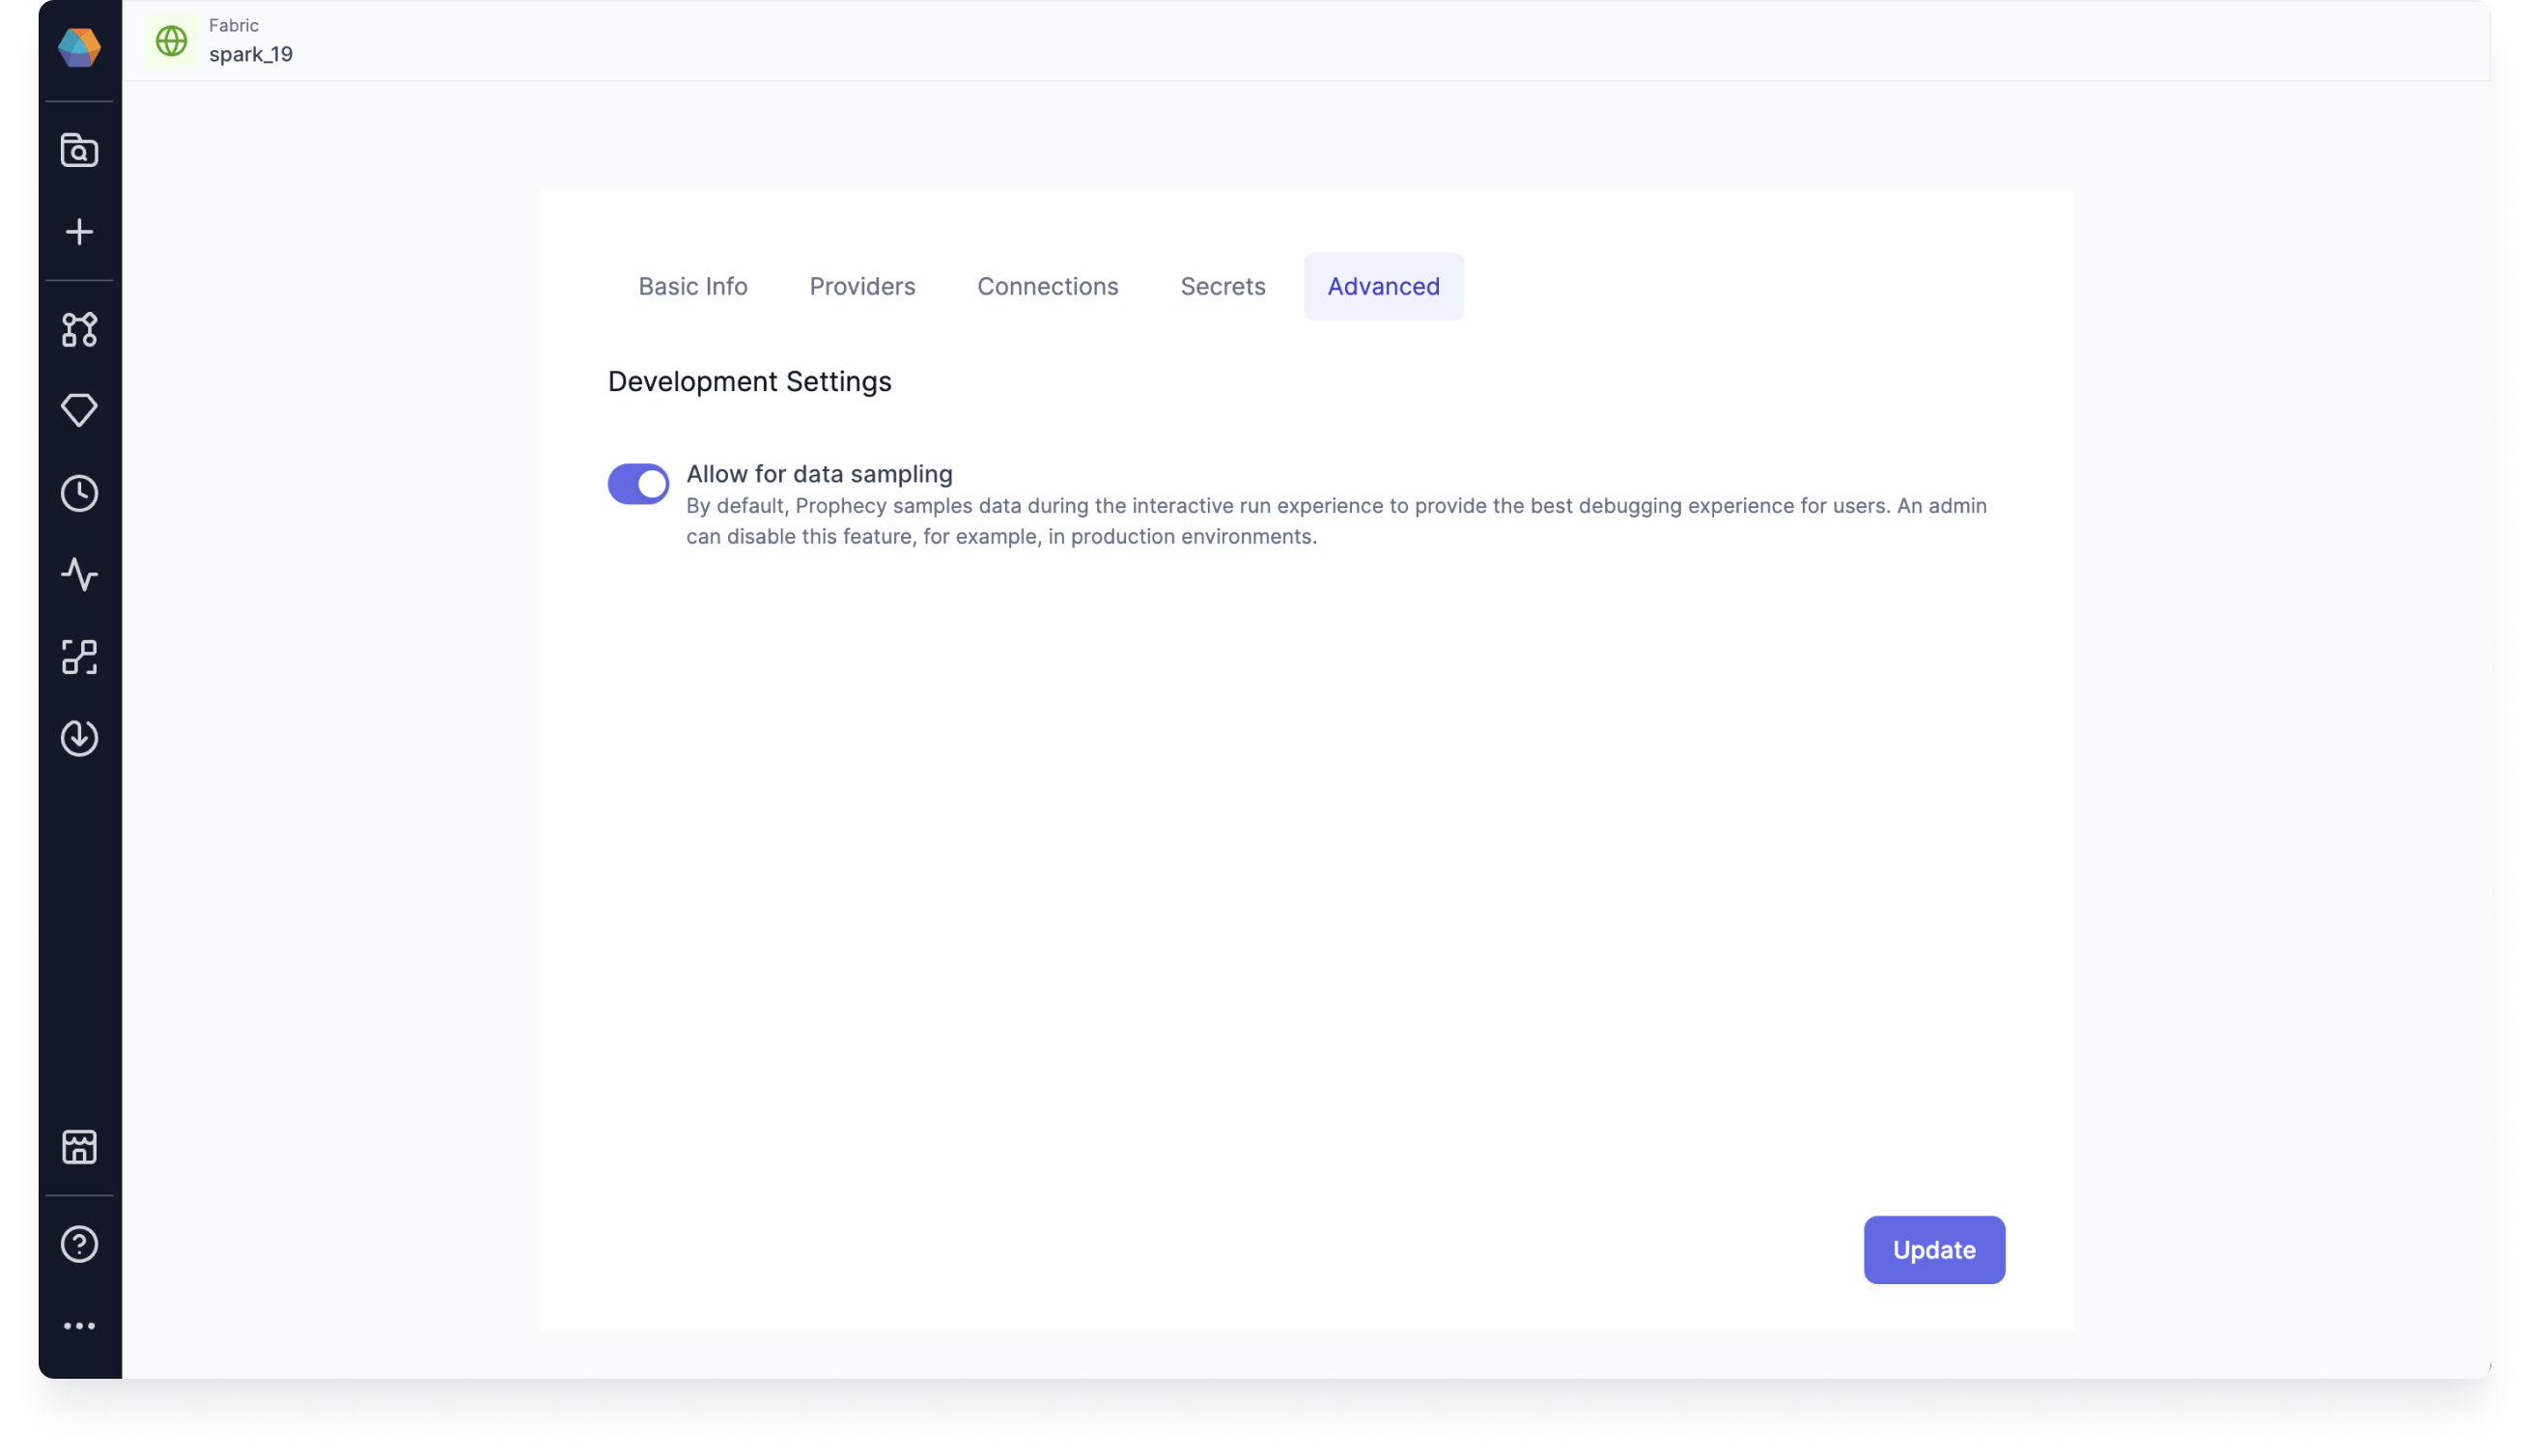 Fabric
spark_19
Basic Info
Providers
Connections
Secrets
Advanced
Development Settings
Allow for data sampling
By default, Prophecy samples data during the interactive run experience to provide the best debugging experience for users. An admin
can disable this feature, for example, in production environments.
Update